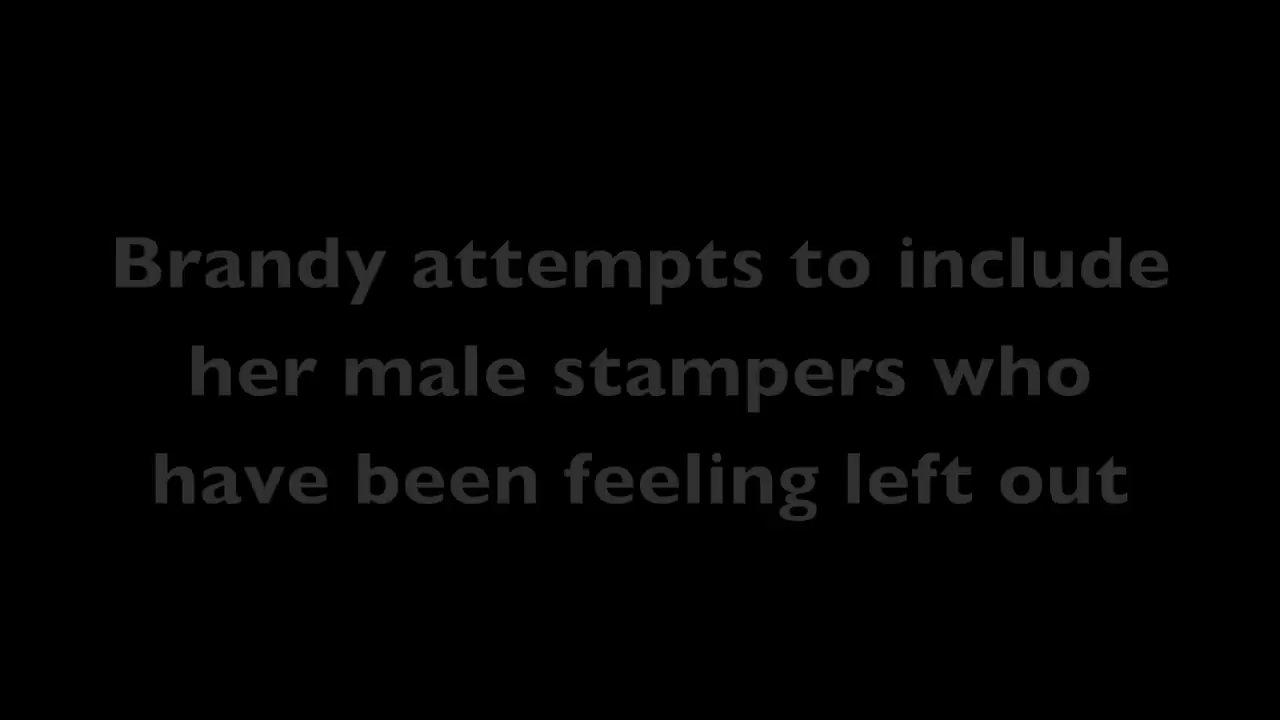 Brandy attempts to include
her male stampers who
have been feeling left out